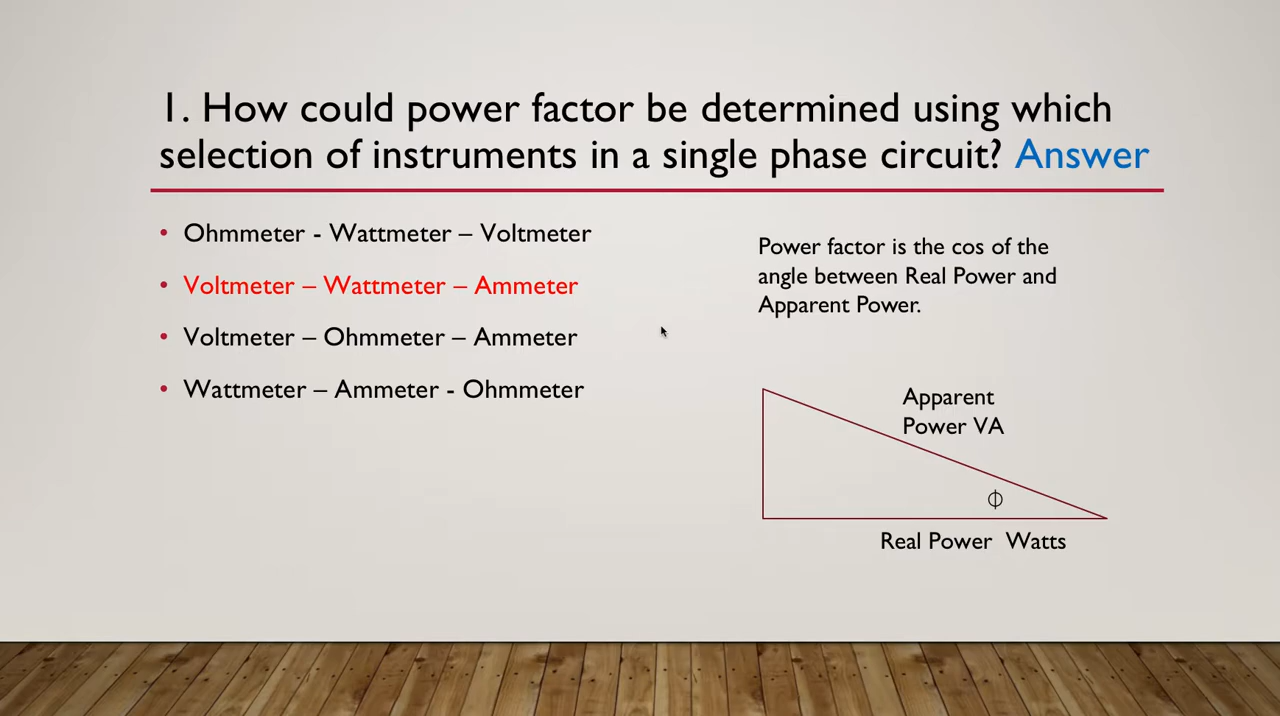 1. How could power factor be determined using which
selection of instruments in a single phase circuit? Answer
• Ohmmeter - Wattmeter – Voltmeter
• Voltmeter – Wattmeter – Ammeter
• Voltmeter – Ohmmeter – Ammeter
• Wattmeter – Ammeter - Ohmmeter
Power factor is the cos of the
angle between Real Power and
Apparent Power.
Apparent
Power VA
Φ
Real Power Watts